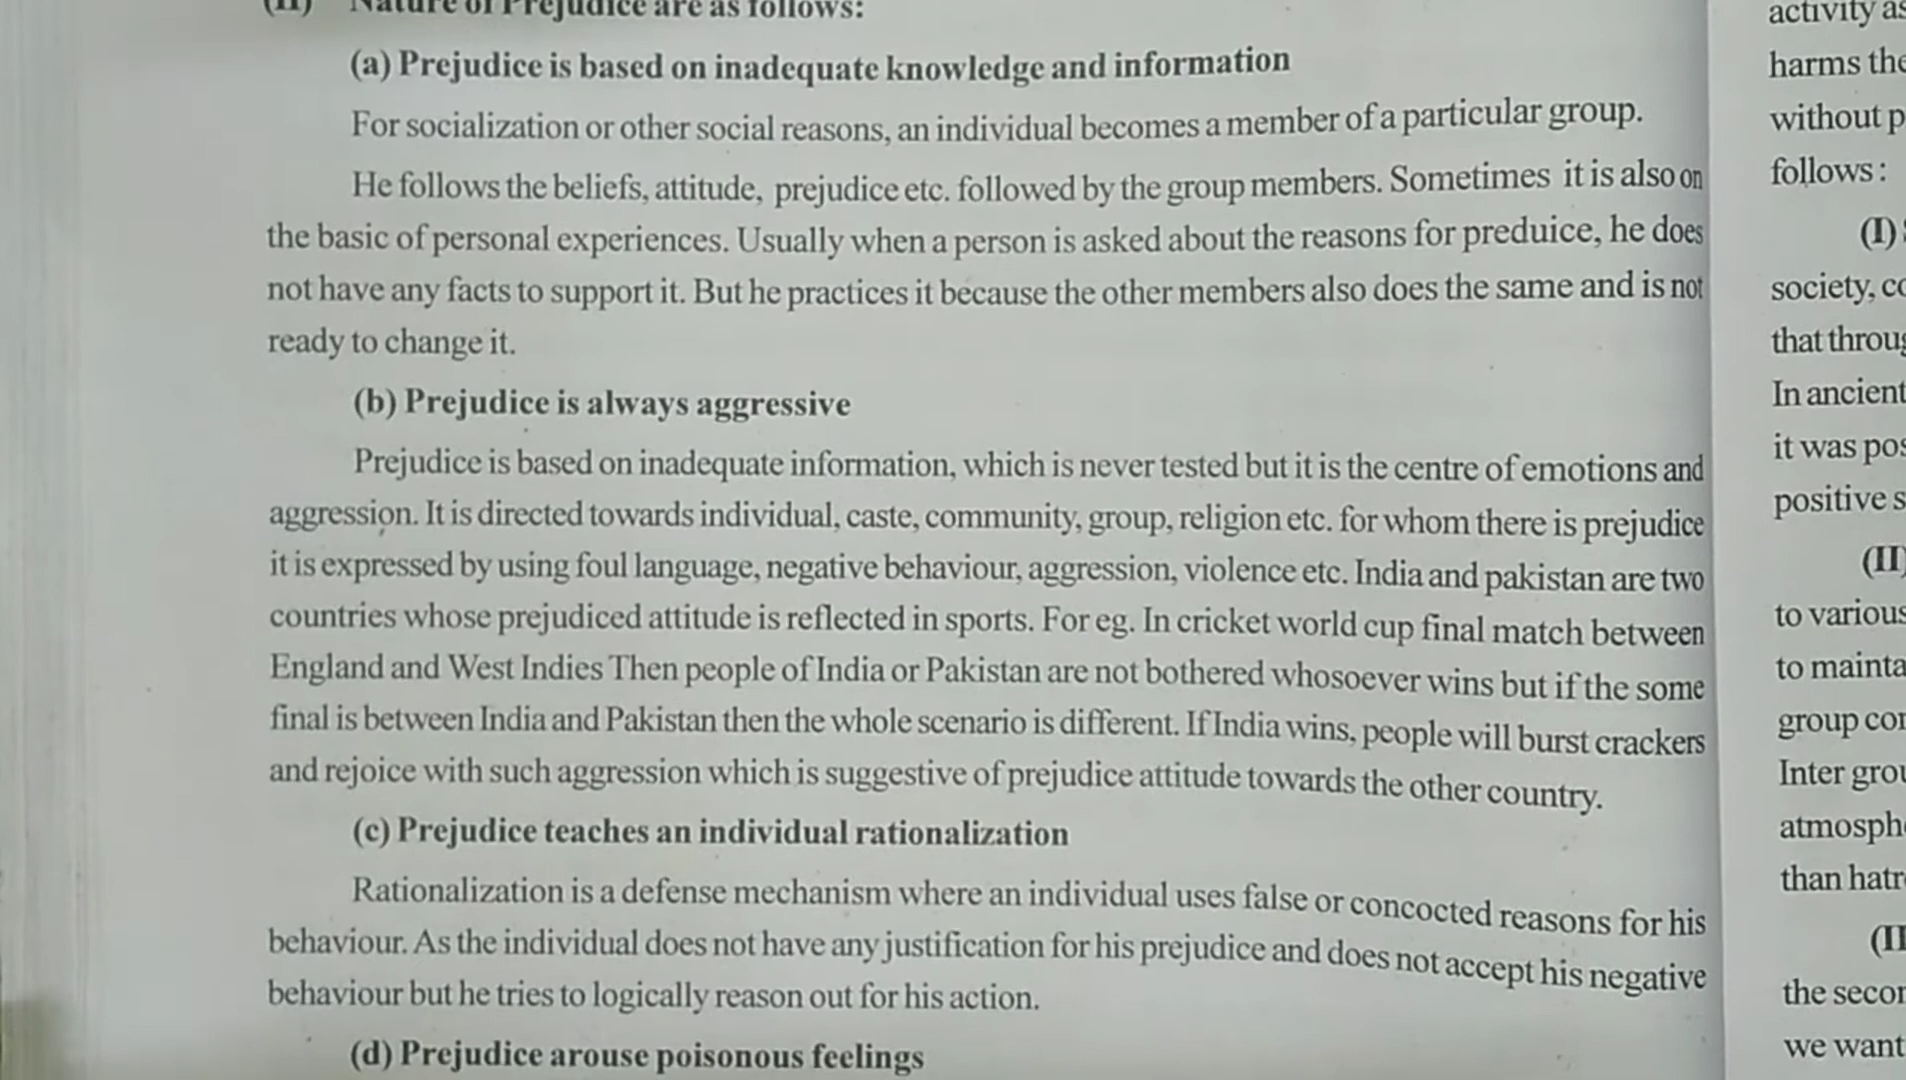 (II) Nature of Prejudice are as follows:
(a) Prejudice is based on inadequate knowledge and information
For socialization or other social reasons, an individual becomes a member of a particular group.
He follows the beliefs, attitude, prejudice etc. followed by the group members. Sometimes it is also on
the basic of personal experiences. Usually when a person is asked about the reasons for preduice, he does
not have any facts to support it. But he practices it because the other members also does the same and is not
ready to change it.
(b) Prejudice is always aggressive
Prejudice is based on inadequate information, which is never tested but it is the centre of emotions and
aggression. It is directed towards individual, caste, community, group, religion etc. for whom there is prejudice
it is expressed by using foul language, negative behaviour, aggression, violence etc. India and pakistan are two
countries whose prejudiced attitude is reflected in sports. For eg. In cricket world cup final match between
England and West Indies Then people of India or Pakistan are not bothered whosoever wins but if the some
final is between India and Pakistan then the whole scenario is different. If India wins, people will burst crackers
and rejoice with such aggression which is suggestive of prejudice attitude towards the other country.
(c) Prejudice teaches an individual rationalization
Rationalization is a defense mechanism where an individual uses false or concocted reasons for his
behaviour. As the individual does not have any justification for his prejudice and does not accept his negative
behaviour but he tries to logically reason out for his action.
(d) Prejudice arouse poisonous feelings
activity as
harms the
without p
follows :
(I)
society, co
that throug
In ancient
it was pos
positive s
(II)
to various
to mainta
group con
Inter grou
atmosph
than hatr
(II
the secon
we want